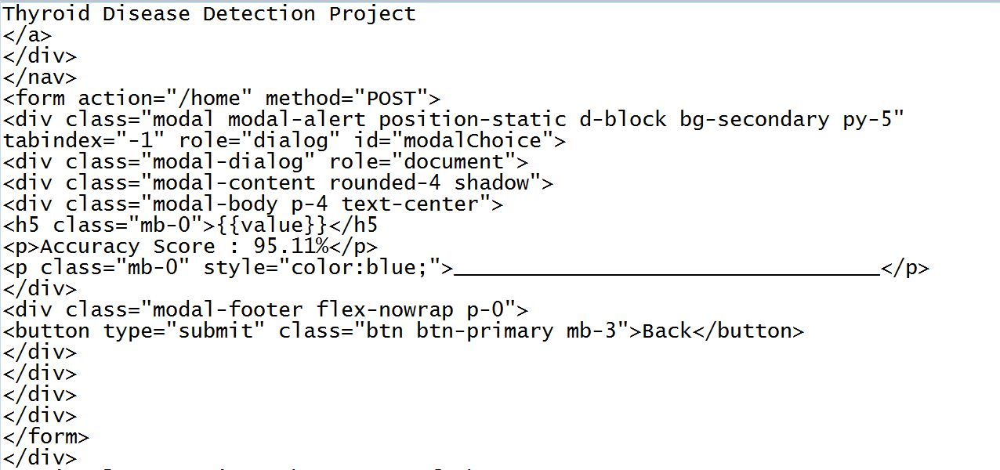 Thyroid Disease Detection Project
</a>
</div>
</nav>
<form action="/home" method="POST">
<div class="modal modal-alert position-static d-block bg-secondary py-5"
tabindex="-1" role="dialog" id="modalChoice">
<div class="modal-dialog" role="document">
<div class="modal-content rounded-4 shadow">
<div class="modal-body p-4 text-center">
<h5 class="mb-0">{{value}}</h5
<p>Accuracy Score : 95.11%</p>
<p class="mb-0" style="color:blue;">__________________________________</p>
</div>
<div class="modal-footer flex-nowrap p-0">
<button type="submit" class="btn btn-primary mb-3">Back</button>
</div>
</div>
</div>
</div>
</form>
</div>